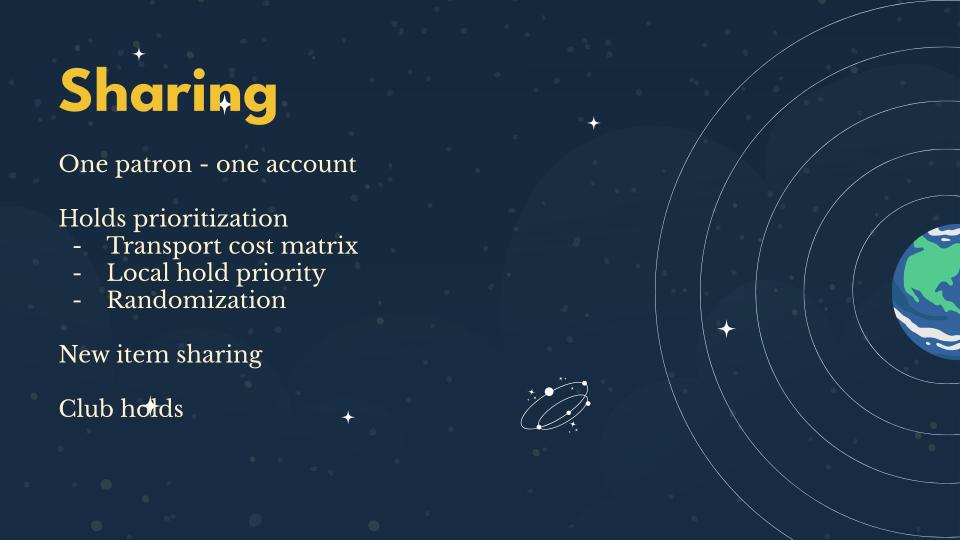 Sharing
One patron - one account
Holds prioritization
- Transport cost matrix
- Local hold priority
- Randomization
New item sharing
Club holds